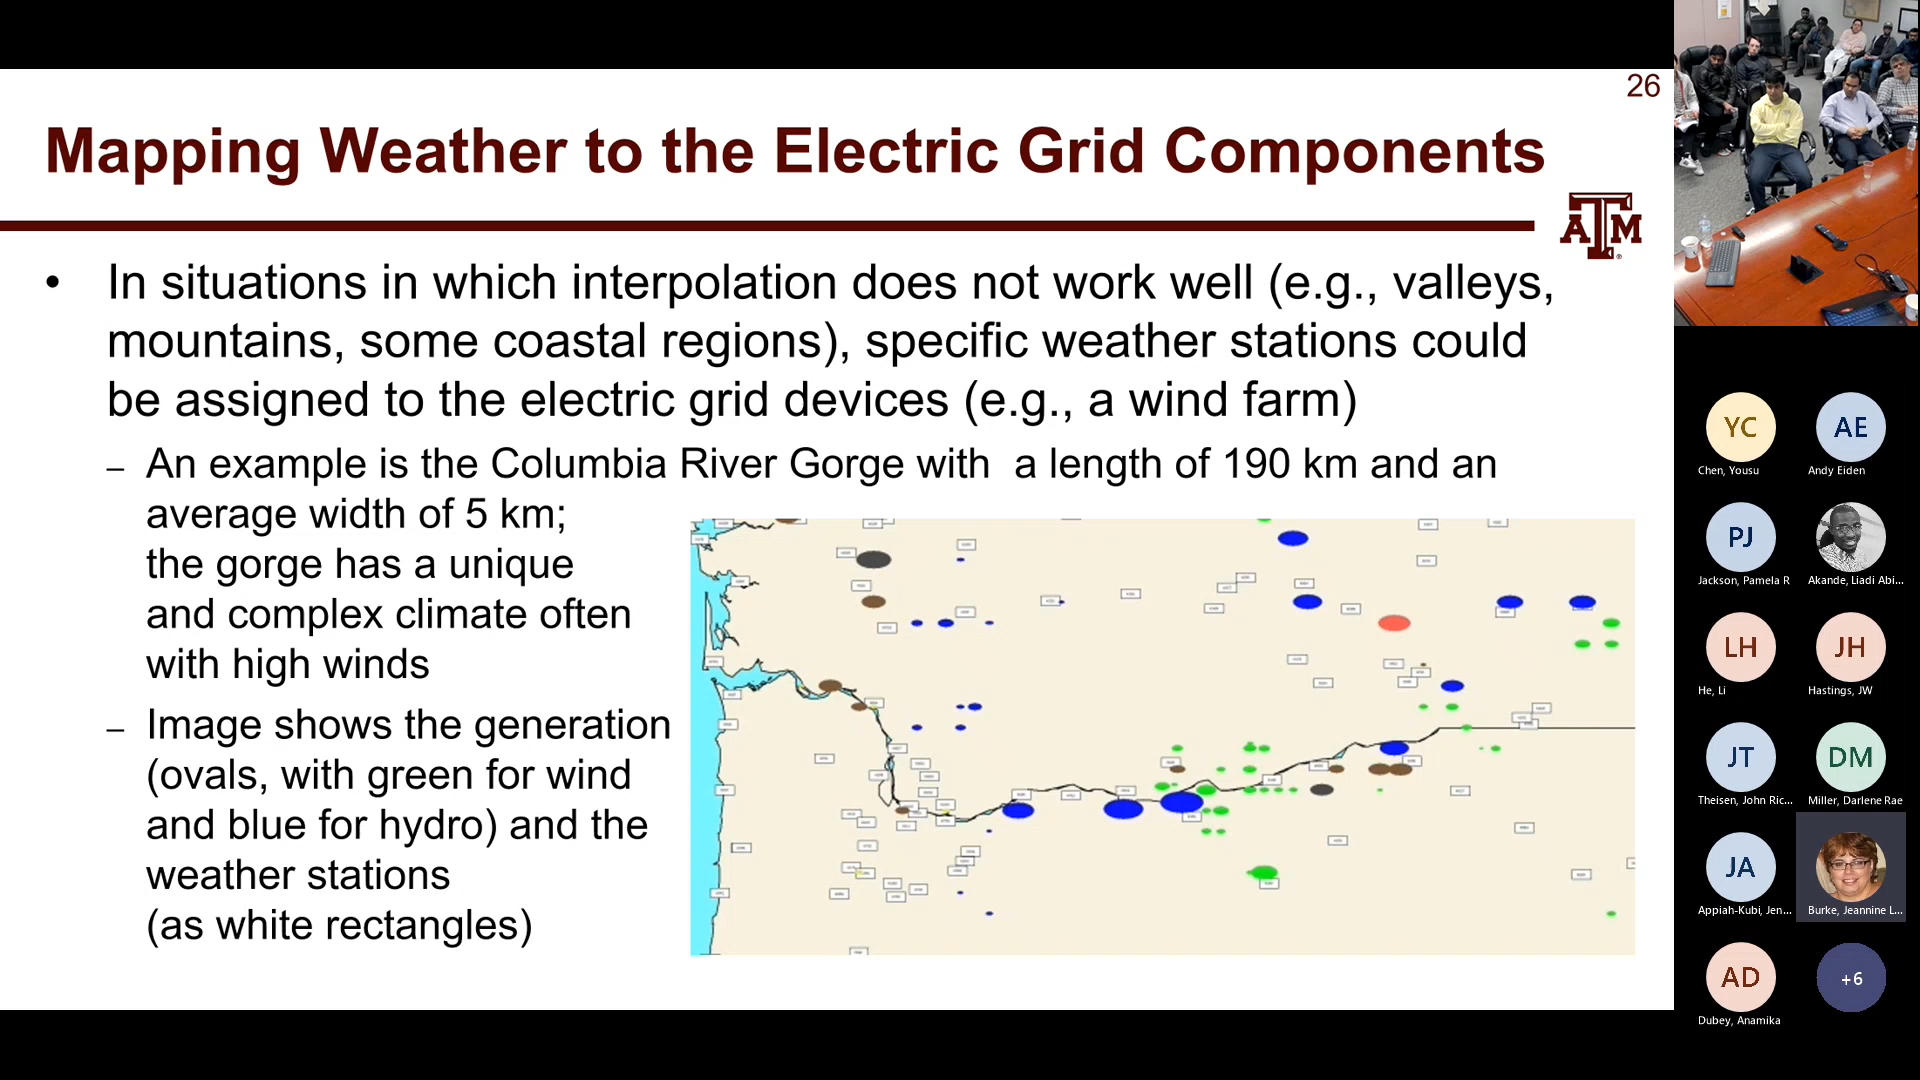 26
Mapping Weather to the Electric Grid Components
ATM
• In situations in which interpolation does not work well (e.g., valleys,
mountains, some coastal regions), specific weather stations could
be assigned to the electric grid devices (e.g., a wind farm)
– An example is the Columbia River Gorge with a length of 190 km and an
average width of 5 km;
the gorge has a unique
and complex climate often
with high winds
– Image shows the generation
(ovals, with green for wind
and blue for hydro) and the
weather stations
(as white rectangles)
YC
Chen, Yousu
AE
Andy Eiden
PJ
Jackson, Pamela R
Akande, Liadi Abi...
LH
He, Li
JH
Hastings, JW
JT
Theisen, John Ric...
DM
Miller, Darlene Rae
JA
Appiah-Kubi, Jen...
Burke, Jeannine L...
AD
Dubey, Anamika
+6